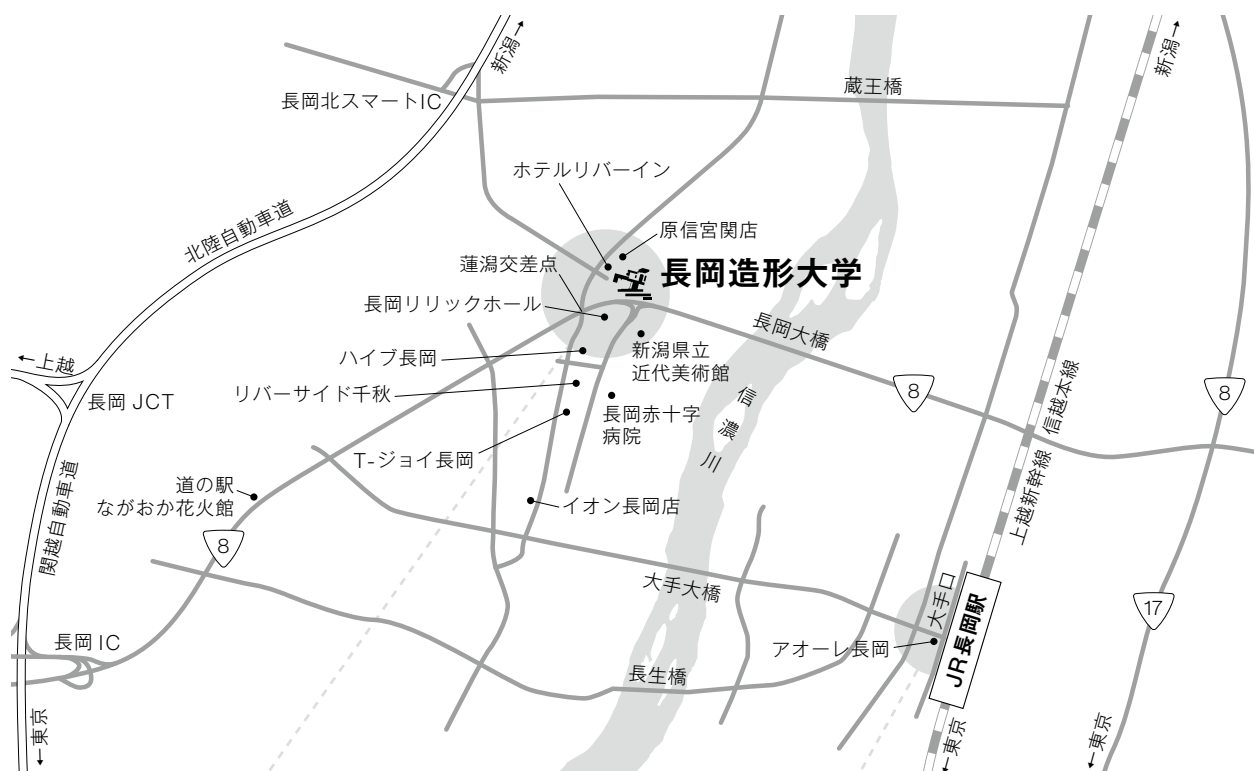 新潟→
新潟→
蔵王橋
長岡北スマートIC
ホテルリバーイン
北陸自動車道
原信宮関店
蓮潟交差点
長岡造形大学
長岡リリックホール
長岡大橋
←上越
ハイブ長岡
新潟県立
近代美術館
リバーサイド千秋
8
8
長岡 JCT
信濃川
長岡赤十字
病院
上越新幹線 信越本線
T-ジョイ長岡
道の駅
ながおか花火館
イオン長岡店
関越自動車道
8
大手大橋
大手口
17
長岡 IC
アオーレ長岡
JR長岡駅
長生橋
←東京
←東京
←東京